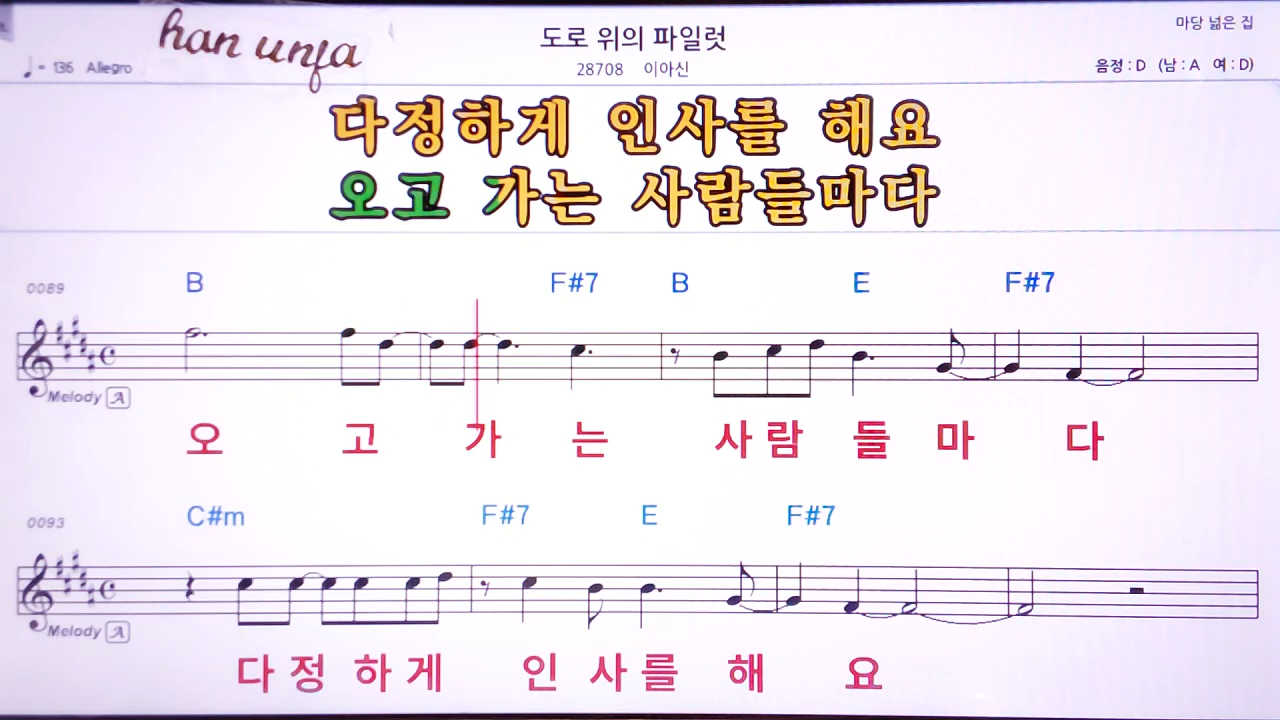 han unfa
도로 위의 파일럿
마당 넓은 집
♩= 136 Allegro
28708 이아신
음정 : D (남 : A 여 : D)
다정하게 인사를 해요
오고 가는 사람들마다
0089
B F#7 B E F#7
Melody A
오 고 가 는 사 람 들 마 다
0093
C#m F#7 E F#7
Melody A
다 정 하 게 인 사 를 해 요